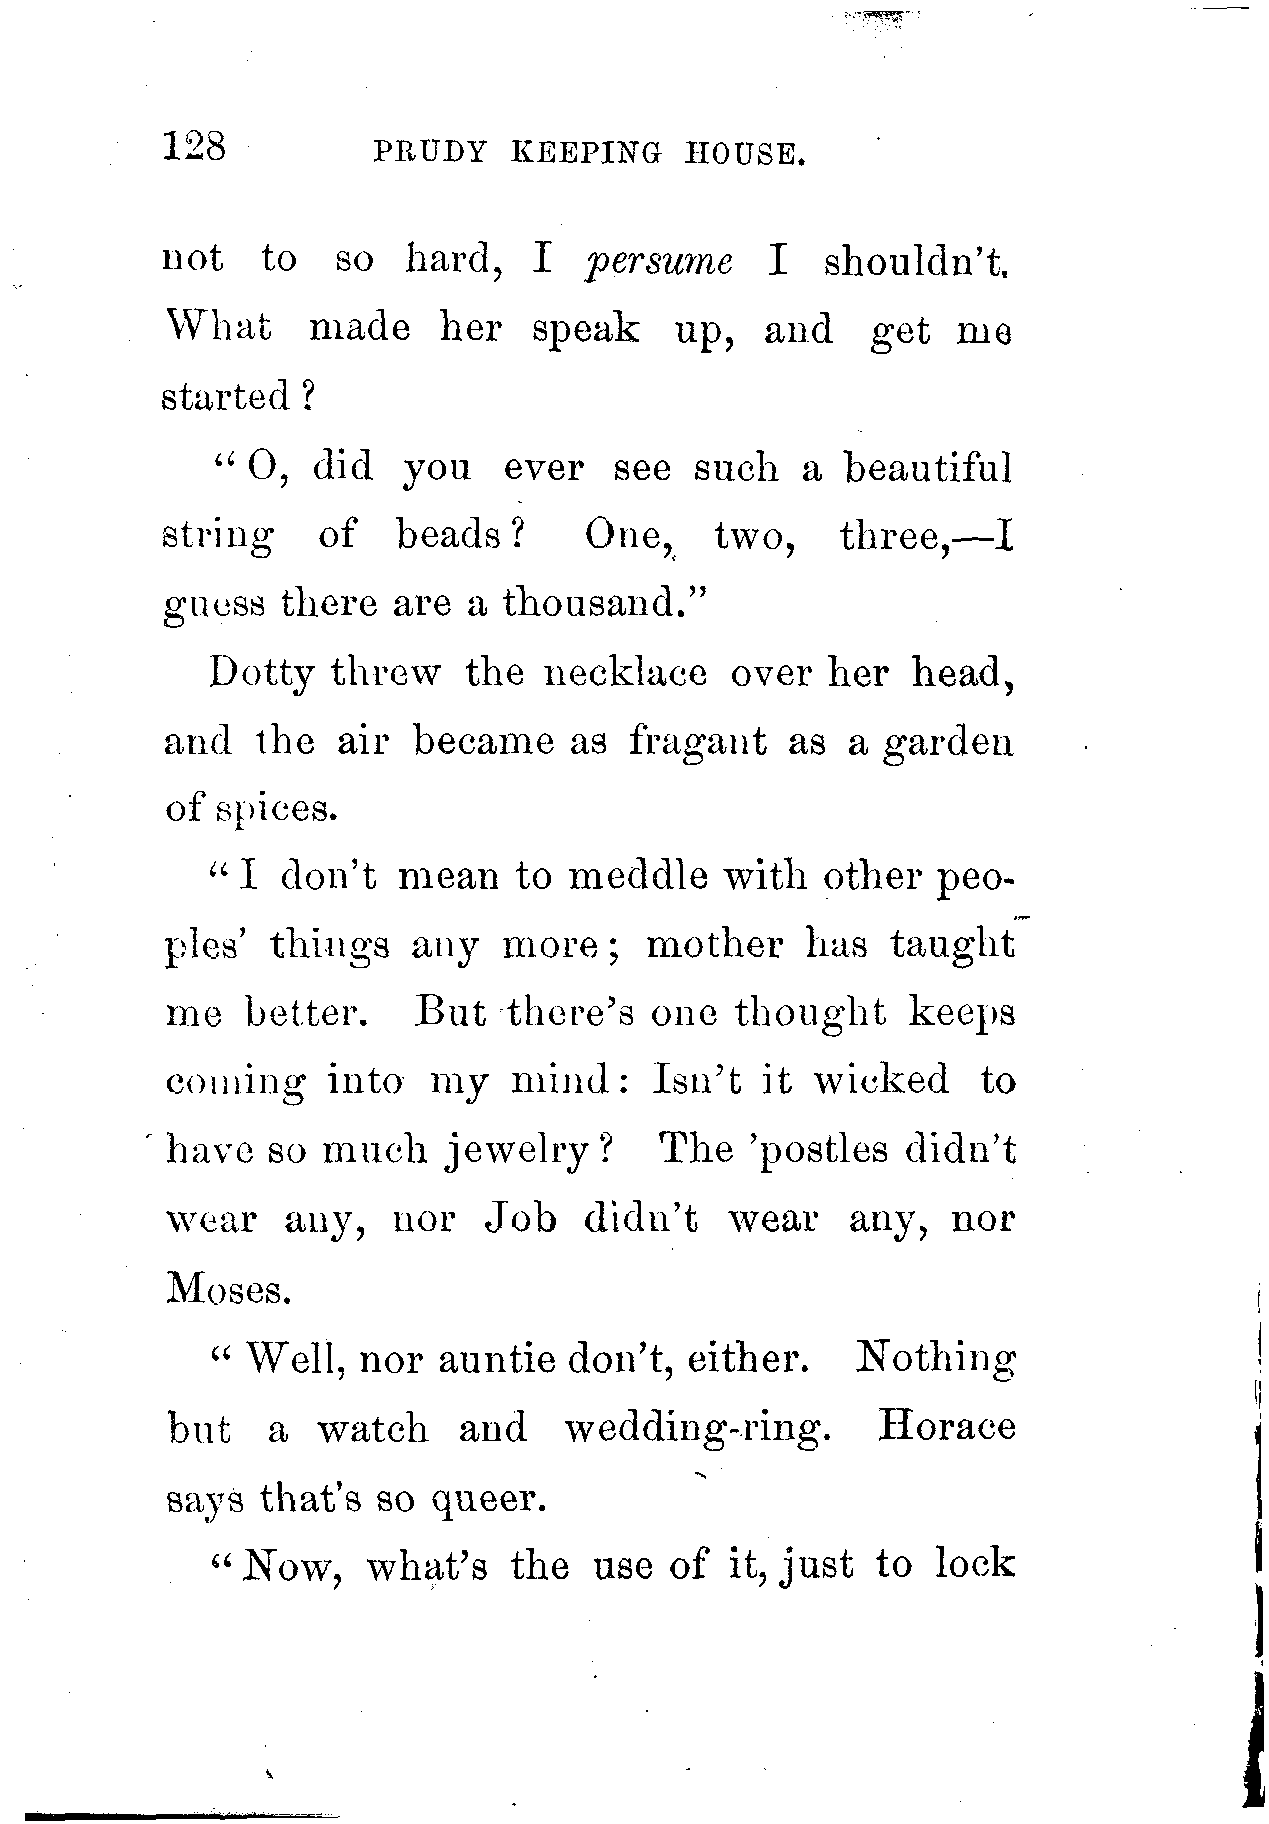 128 PRUDY KEEPING HOUSE.
not to so hard, I persume I shouldn't.
What made her speak up, and get me
started?
"O, did you ever see such a beautiful
string of beads? One, two, three,—I
guess there are a thousand."
Dotty threw the necklace over her head,
and the air became as fragant as a garden
of spices.
"I don't mean to meddle with other peo-
ples' things any more; mother has taught
me better. But there's one thought keeps
coming into my mind: Isn't it wicked to
have so much jewelry? The 'postles didn't
wear any, nor Job didn't wear any, nor
Moses.
"Well, nor auntie don't, either. Nothing
but a watch and wedding-ring. Horace
says that's so queer.
"Now, what's the use of it, just to lock